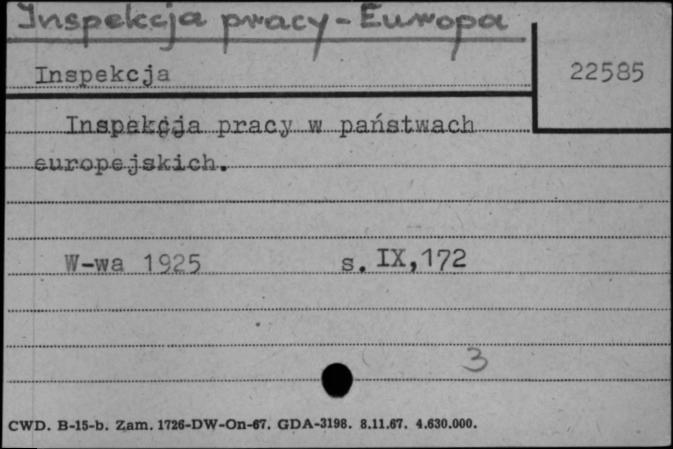 Inspekcja pracy - Europa
Inspekcja
22585
Inspekcja pracy w państwach
europejskich.
W-wa 1925 s. IX,172
3
CWD. B-15-b. Zam. 1726-DW-On-67. GDA-3198. 8.11.67. 4.630.000.